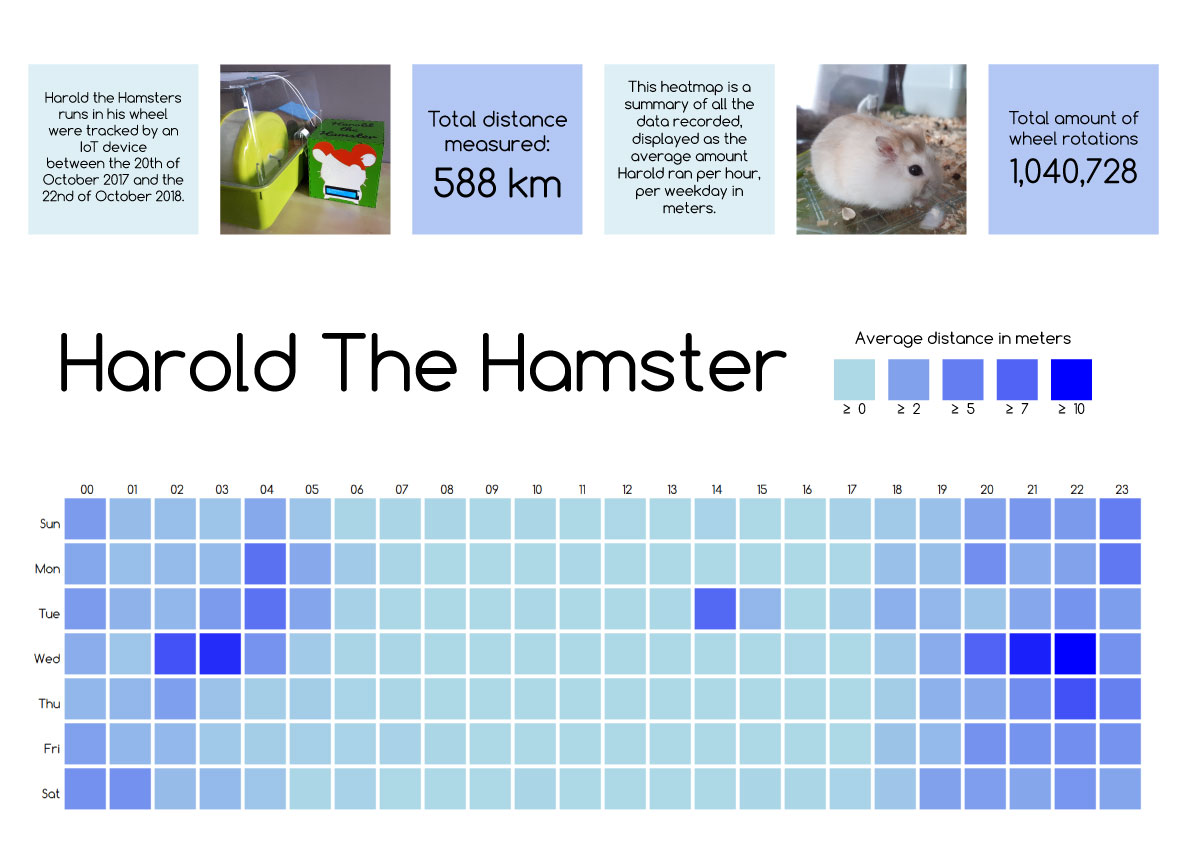 Harold the Hamsters
runs in his wheel
were tracked by an
IoT device
between the 20th of
October 2017 and the
22nd of October 2018.
Harold
the
Hamster
Total distance
measured:
588 km
This heatmap is a
summary of all the
data recorded,
displayed as the
average amount
Harold ran per hour,
per weekday in
meters.
Total amount of
wheel rotations
1,040,728
Harold The Hamster
Average distance in meters
≥ 0 ≥ 2 ≥ 5 ≥ 7 ≥ 10
00 01 02 03 04 05 06 07 08 09 10 11 12 13 14 15 16 17 18 19 20 21 22 23
Sun
Mon
Tue
Wed
Thu
Fri
Sat